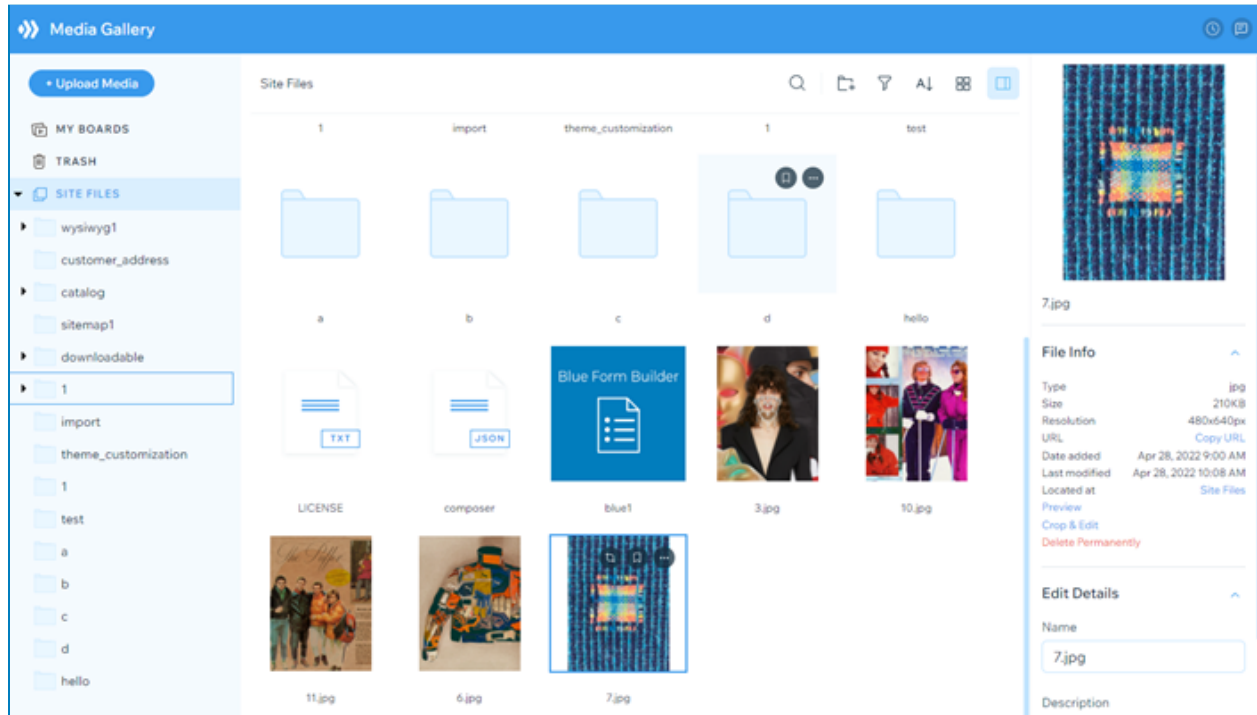 Media Gallery
+ Upload Media
MY BOARDS
TRASH
SITE FILES
wysiwyg1
customer_address
catalog
sitemap1
downloadable
1
import
theme_customization
1
test
a
b
c
d
hello
Site Files
1 import theme_customization 1 test
a b c d hello
TXT JSON Blue Form Builder
LICENSE composer blue1 3.jpg 10.jpg
The Puffer
11.jpg 6.jpg 7.jpg
7.jpg
File Info
Type jpg
Size 210KB
Resolution 480x640px
URL Copy URL
Date added Apr 28, 2022 9:00 AM
Last modified Apr 28, 2022 10:08 AM
Located at Site Files
Preview
Crop & Edit
Delete Permanently
Edit Details
Name
7.jpg
Description